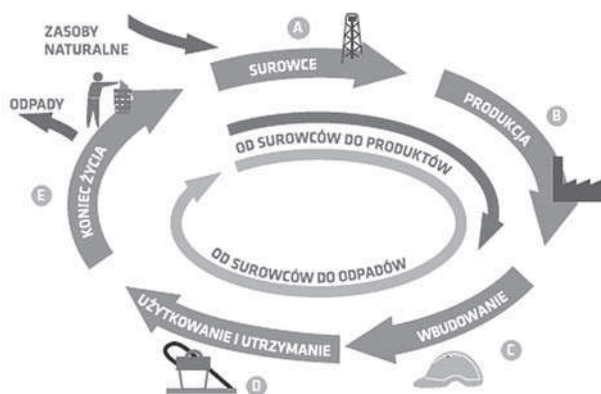 ZASOBY
NATURALNE
A
SUROWCE
PRODUKCJA
B
ODPADY
OD SUROWCÓW DO PRODUKTÓW
E
KONIEC ŻYCIA
OD SUROWCÓW DO ODPADÓW
WBUDOWANIE
UŻYTKOWANIE I UTRZYMANIE
C
D